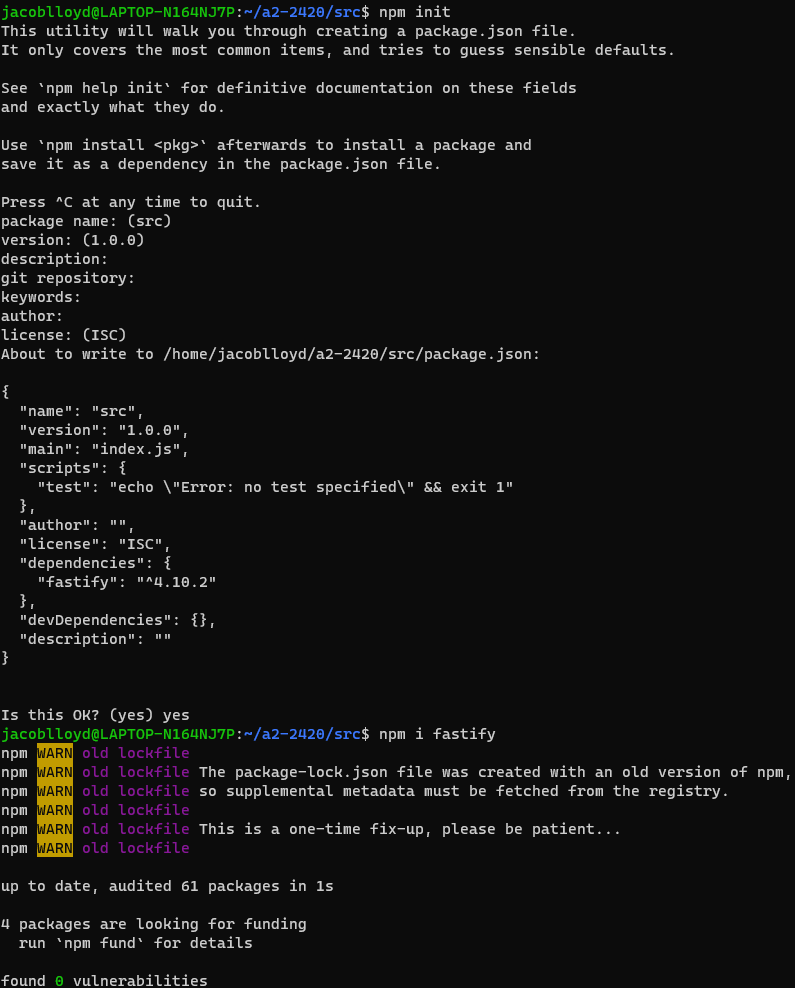 jacoblloyd@LAPTOP-N164NJ7P:~/a2-2420/src$ npm init
This utility will walk you through creating a package.json file.
It only covers the most common items, and tries to guess sensible defaults.

See `npm help init` for definitive documentation on these fields
and exactly what they do.

Use `npm install <pkg>` afterwards to install a package and
save it as a dependency in the package.json file.

Press ^C at any time to quit.
package name: (src)
version: (1.0.0)
description:
git repository:
keywords:
author:
license: (ISC)
About to write to /home/jacoblloyd/a2-2420/src/package.json:

{
  "name": "src",
  "version": "1.0.0",
  "main": "index.js",
  "scripts": {
    "test": "echo \"Error: no test specified\" && exit 1"
  },
  "author": "",
  "license": "ISC",
  "dependencies": {
    "fastify": "^4.10.2"
  },
  "devDependencies": {},
  "description": ""
}

Is this OK? (yes) yes
jacoblloyd@LAPTOP-N164NJ7P:~/a2-2420/src$ npm i fastify
npm WARN old lockfile
npm WARN old lockfile The package-lock.json file was created with an old version of npm,
npm WARN old lockfile so supplemental metadata must be fetched from the registry.
npm WARN old lockfile
npm WARN old lockfile This is a one-time fix-up, please be patient...
npm WARN old lockfile

up to date, audited 61 packages in 1s

4 packages are looking for funding
  run `npm fund` for details

found 0 vulnerabilities